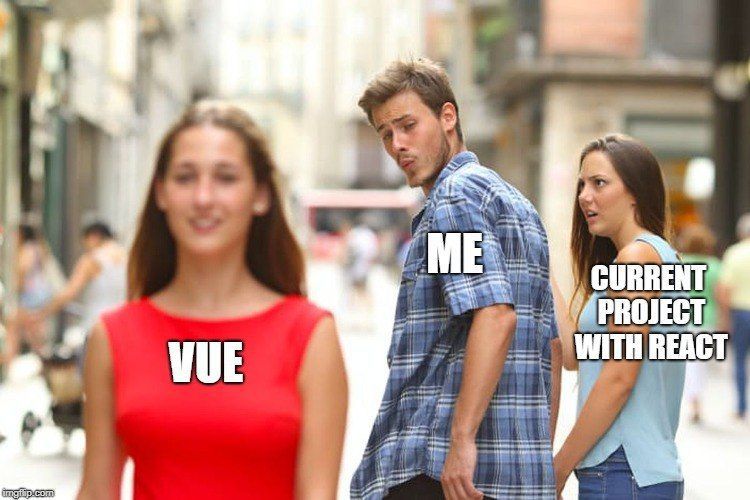 VUE
ME
CURRENT
PROJECT
WITH REACT
imgflip.com